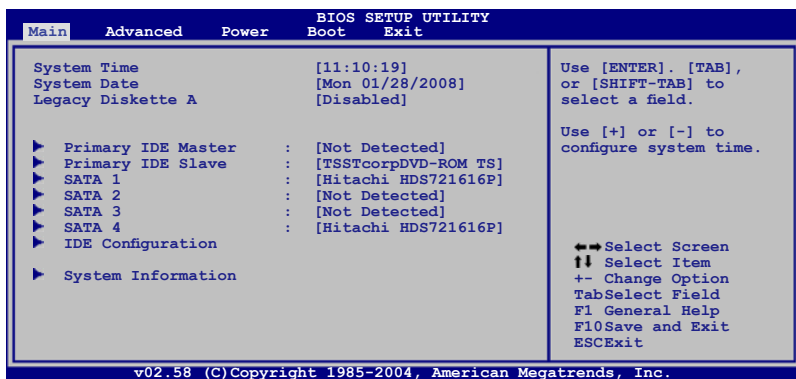 BIOS SETUP UTILITY
Main Advanced Power Boot Exit
System Time [11:10:19]
System Date [Mon 01/28/2008]
Legacy Diskette A [Disabled]
Primary IDE Master : [Not Detected]
Primary IDE Slave : [TSSTcorpDVD-ROM TS]
SATA 1 : [Hitachi HDS721616P]
SATA 2 : [Not Detected]
SATA 3 : [Not Detected]
SATA 4 : [Hitachi HDS721616P]
IDE Configuration
System Information
Use [ENTER]. [TAB],
or [SHIFT-TAB] to
select a field.
Use [+] or [-] to
configure system time.
Select Screen
Select Item
+- Change Option
TabSelect Field
F1 General Help
F10Save and Exit
ESCExit
v02.58 (C)Copyright 1985-2004, American Megatrends, Inc.